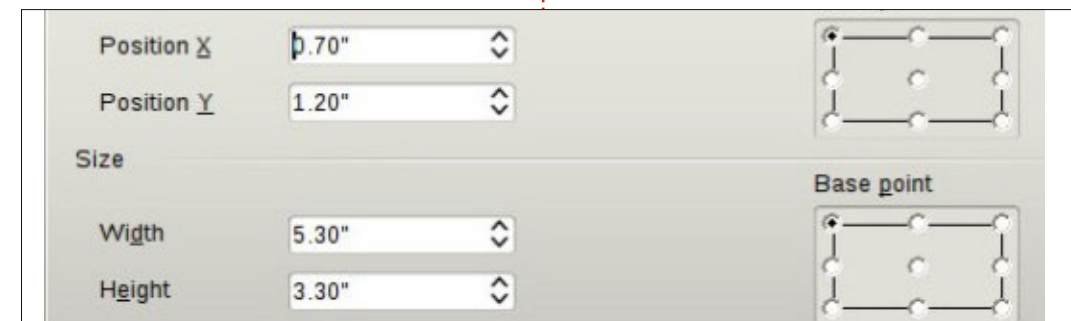 Position X 0.70"
Position Y 1.20"
Size
Base point
Width 5.30"
Height 3.30"